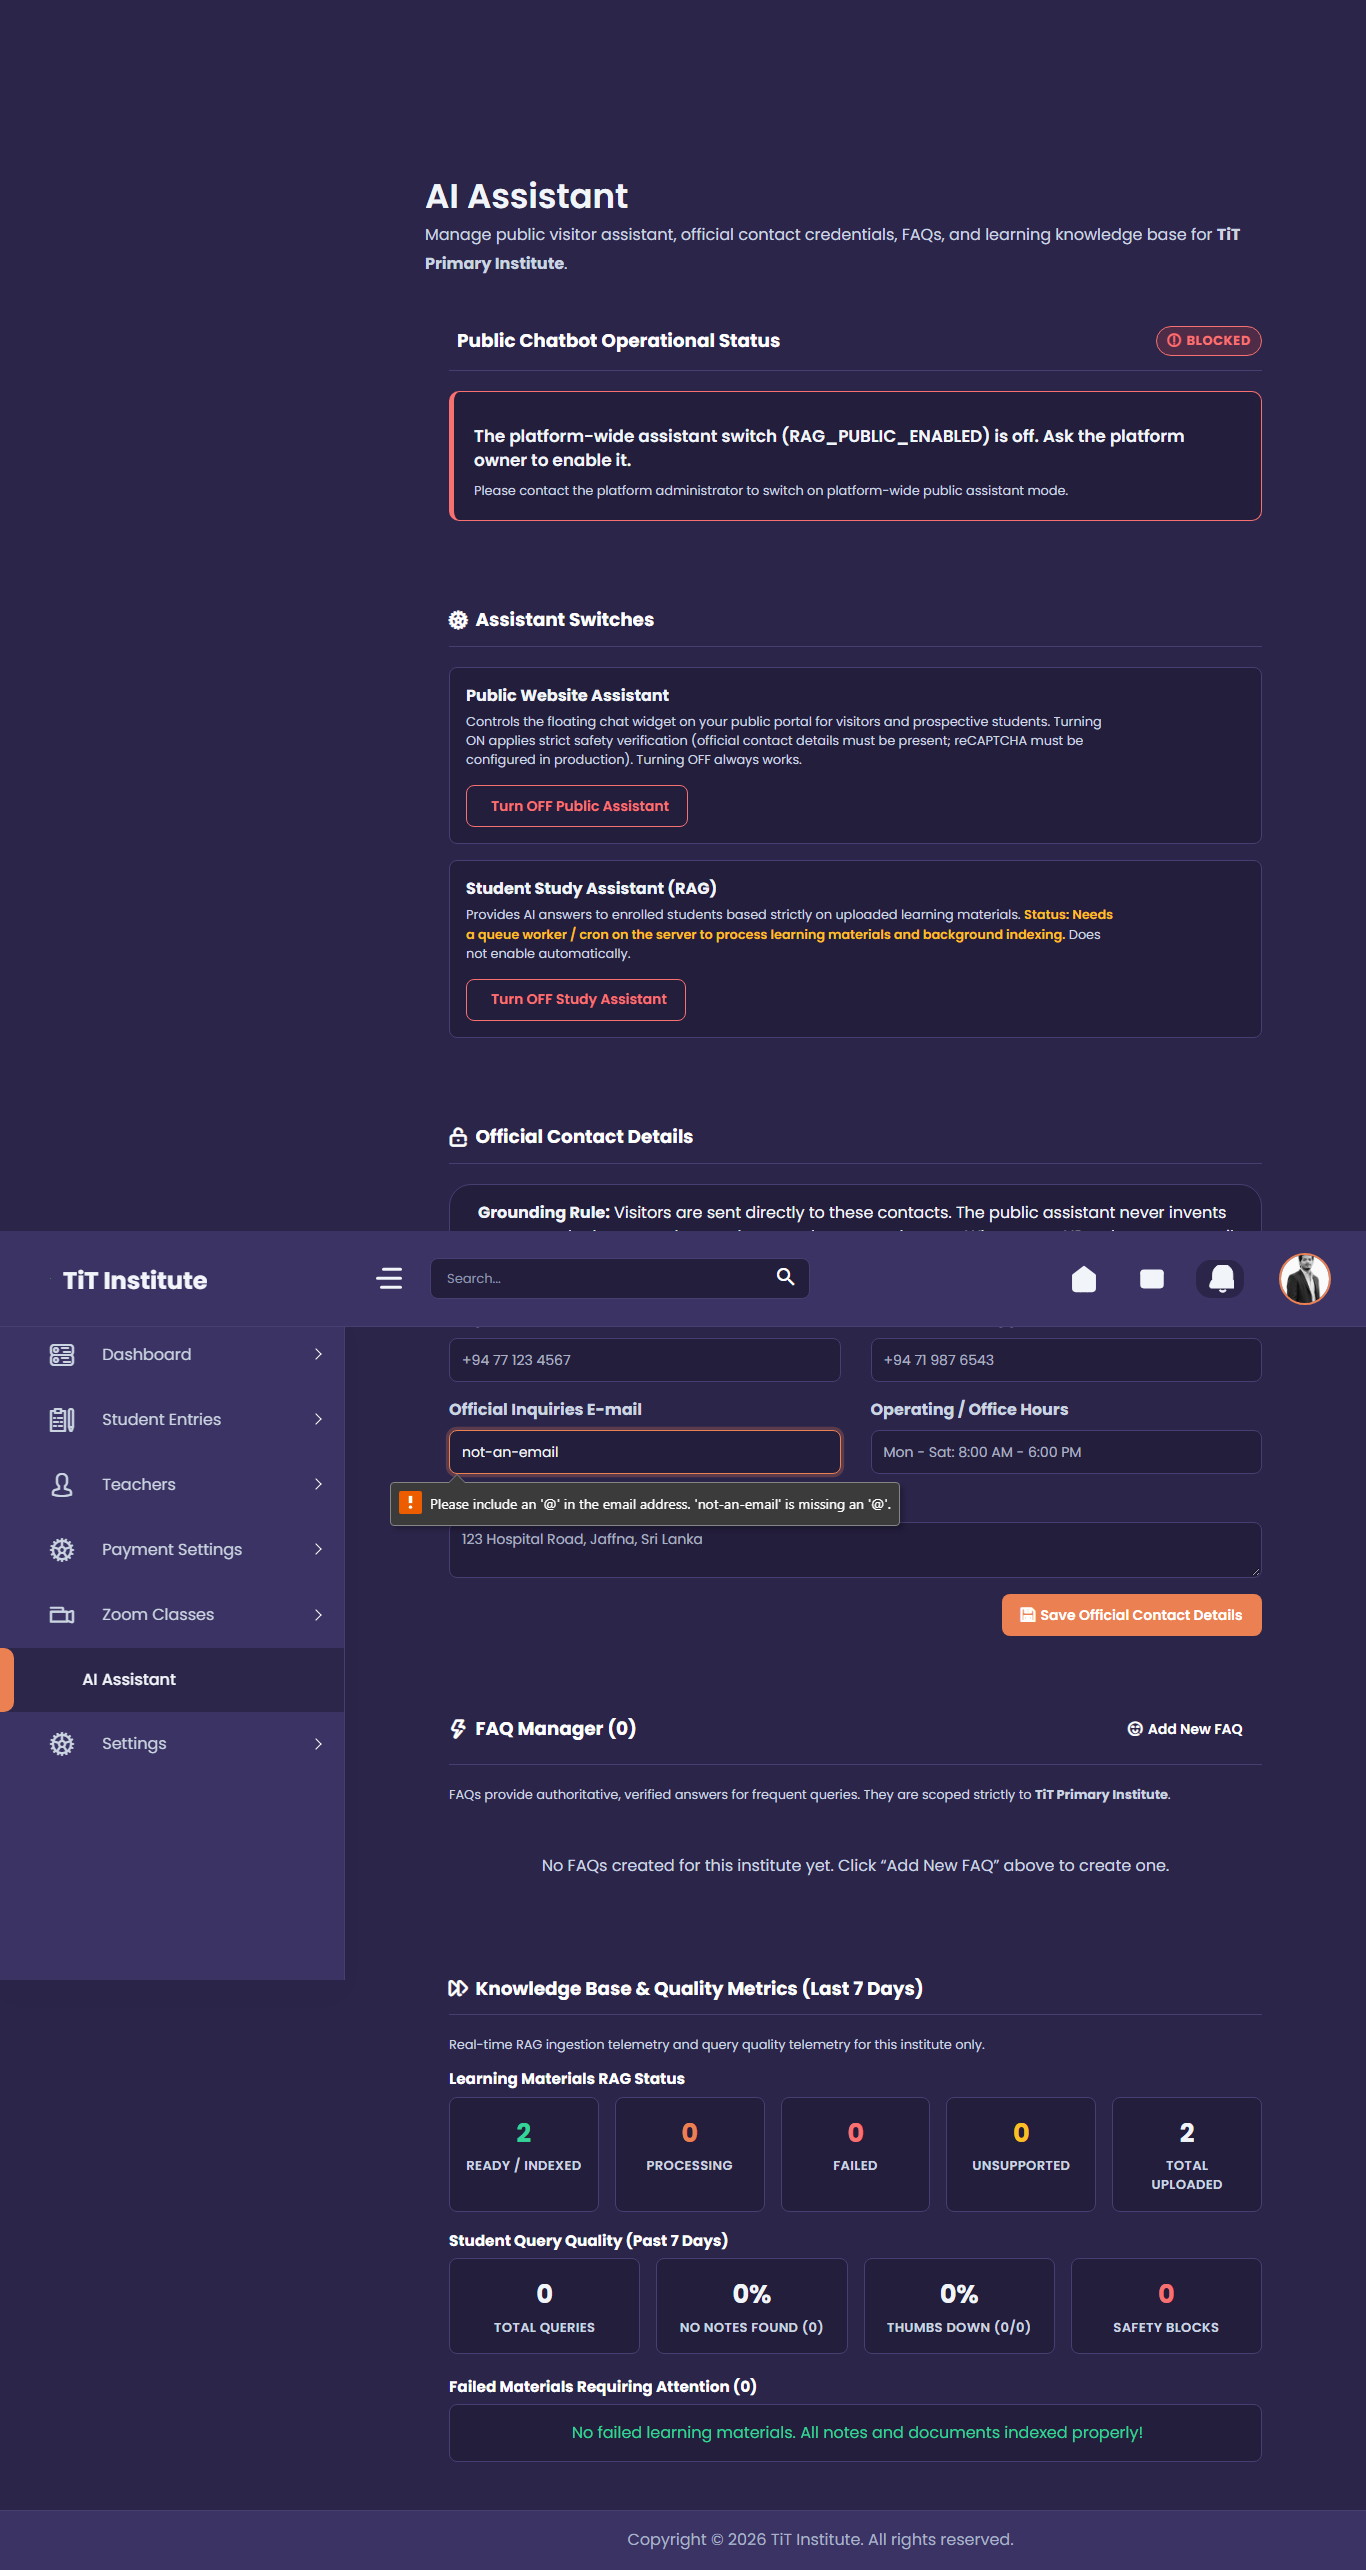 AI Assistant
Manage public visitor assistant, official contact credentials, FAQs, and learning knowledge base for TiT
Primary Institute.
Public Chatbot Operational Status
BLOCKED
The platform-wide assistant switch (RAG_PUBLIC_ENABLED) is off. Ask the platform
owner to enable it.
Please contact the platform administrator to switch on platform-wide public assistant mode.
Assistant Switches
Public Website Assistant
Controls the floating chat widget on your public portal for visitors and prospective students. Turning
ON applies strict safety verification (official contact details must be present; reCAPTCHA must be
configured in production). Turning OFF always works.
Turn OFF Public Assistant
Student Study Assistant (RAG)
Provides AI answers to enrolled students based strictly on uploaded learning materials. Status: Needs
a queue worker / cron on the server to process learning materials and background indexing. Does
not enable automatically.
Turn OFF Study Assistant
Official Contact Details
Grounding Rule: Visitors are sent directly to these contacts. The public assistant never invents
TiT Institute
Search...
Dashboard
Student Entries
Teachers
Payment Settings
Zoom Classes
AI Assistant
Settings
+94 77 123 4567
+94 71 987 6543
Official Inquiries E-mail
Operating / Office Hours
not-an-email
Mon - Sat: 8:00 AM - 6:00 PM
Please include an '@' in the email address. 'not-an-email' is missing an '@'.
123 Hospital Road, Jaffna, Sri Lanka
Save Official Contact Details
FAQ Manager (0)
Add New FAQ
FAQs provide authoritative, verified answers for frequent queries. They are scoped strictly to TiT Primary Institute.
No FAQs created for this institute yet. Click “Add New FAQ” above to create one.
Knowledge Base & Quality Metrics (Last 7 Days)
Real-time RAG ingestion telemetry and query quality telemetry for this institute only.
Learning Materials RAG Status
2
READY / INDEXED
0
PROCESSING
0
FAILED
0
UNSUPPORTED
2
TOTAL
UPLOADED
Student Query Quality (Past 7 Days)
0
TOTAL QUERIES
0%
NO NOTES FOUND (0)
0%
THUMBS DOWN (0/0)
0
SAFETY BLOCKS
Failed Materials Requiring Attention (0)
No failed learning materials. All notes and documents indexed properly!
Copyright © 2026 TiT Institute. All rights reserved.